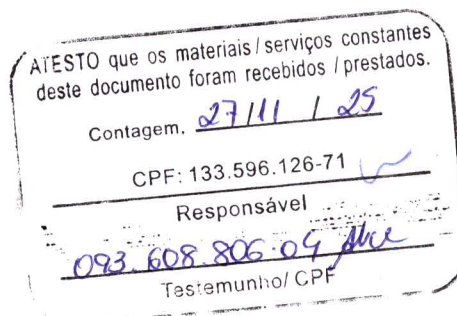 ATESTO que os materiais / serviços constantes
deste documento foram recebidos / prestados.
Contagem, 27/11 / 25
CPF: 133.596.126-71
Responsável
093.608.806-04
Testemunho/ CPF